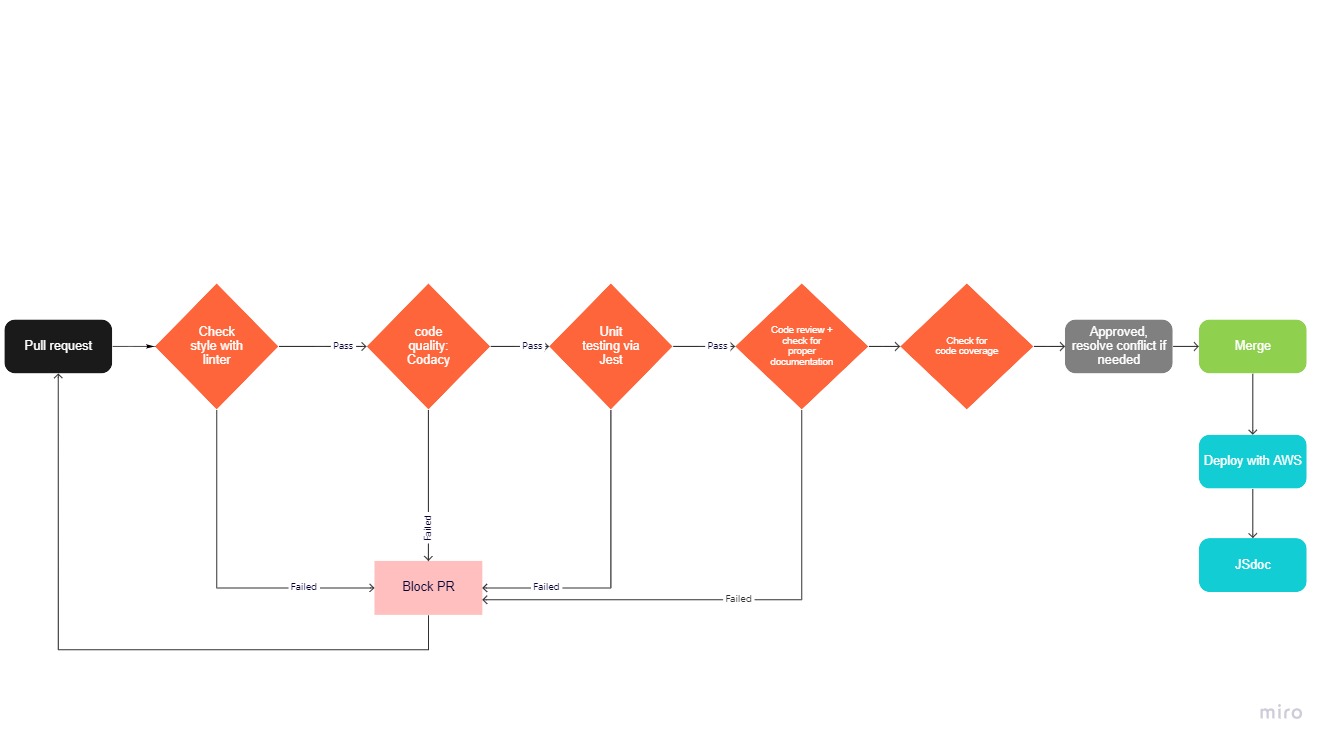 Pull request
Check
style with
linter
Pass
code
quality:
Codacy
Pass
Unit
testing via
Jest
Pass
Code review +
check for
proper
documentation
Check for
code coverage
Approved,
resolve conflict if
needed
Merge
Deploy with AWS
JSdoc
Failed
Failed
Block PR
Failed
Failed
miro